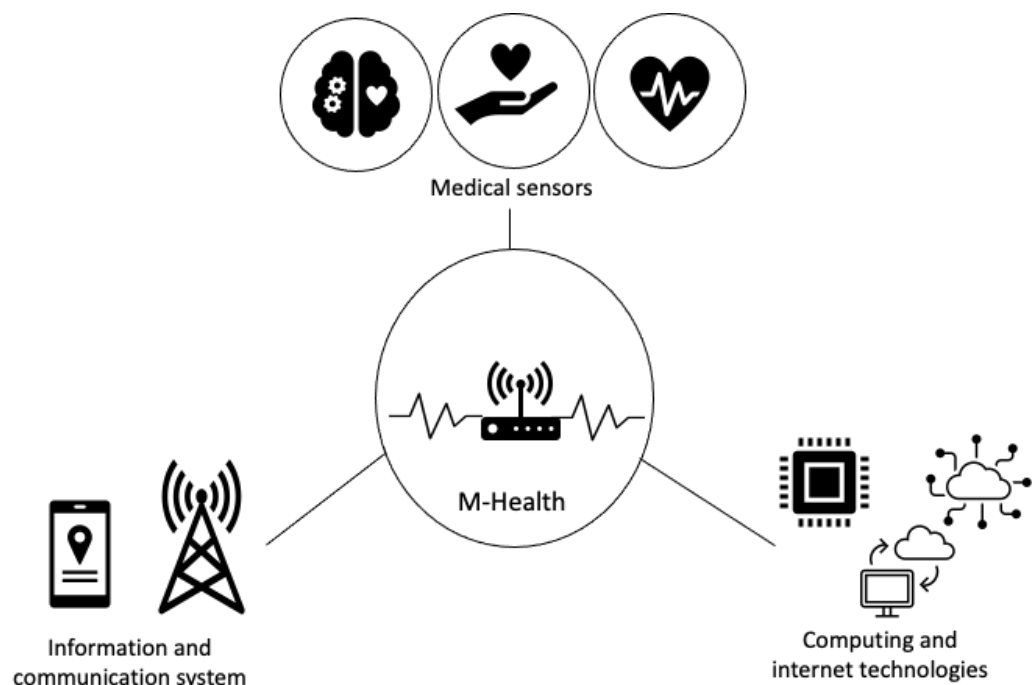 Medical sensors
M-Health
Information and
communication system
Computing and
internet technologies